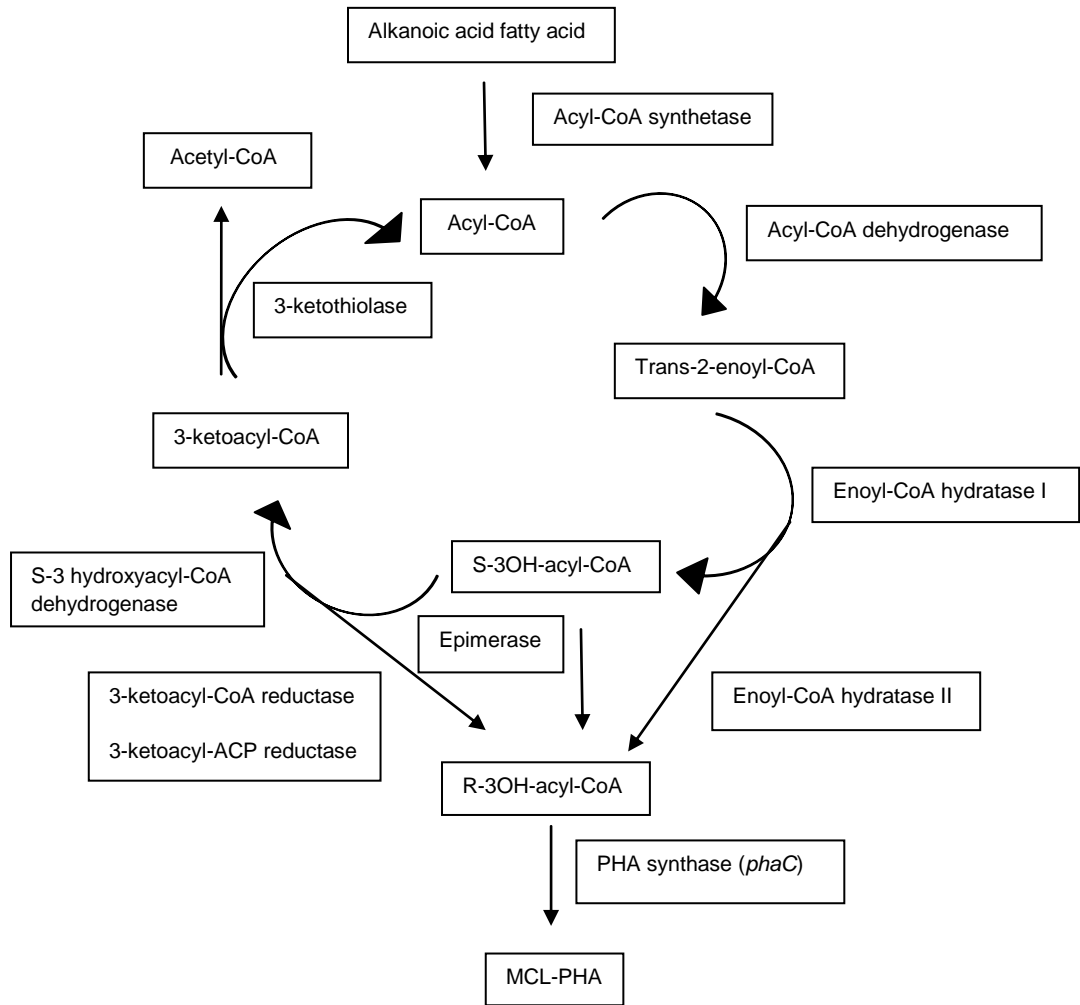 Alkanoic acid fatty acid
Acyl-CoA synthetase
Acetyl-CoA
Acyl-CoA
Acyl-CoA dehydrogenase
3-ketothiolase
Trans-2-enoyl-CoA
3-ketoacyl-CoA
Enoyl-CoA hydratase I
S-3 hydroxyacyl-CoA
dehydrogenase
S-3OH-acyl-CoA
Epimerase
3-ketoacyl-CoA reductase
3-ketoacyl-ACP reductase
Enoyl-CoA hydratase II
R-3OH-acyl-CoA
PHA synthase (phaC)
MCL-PHA